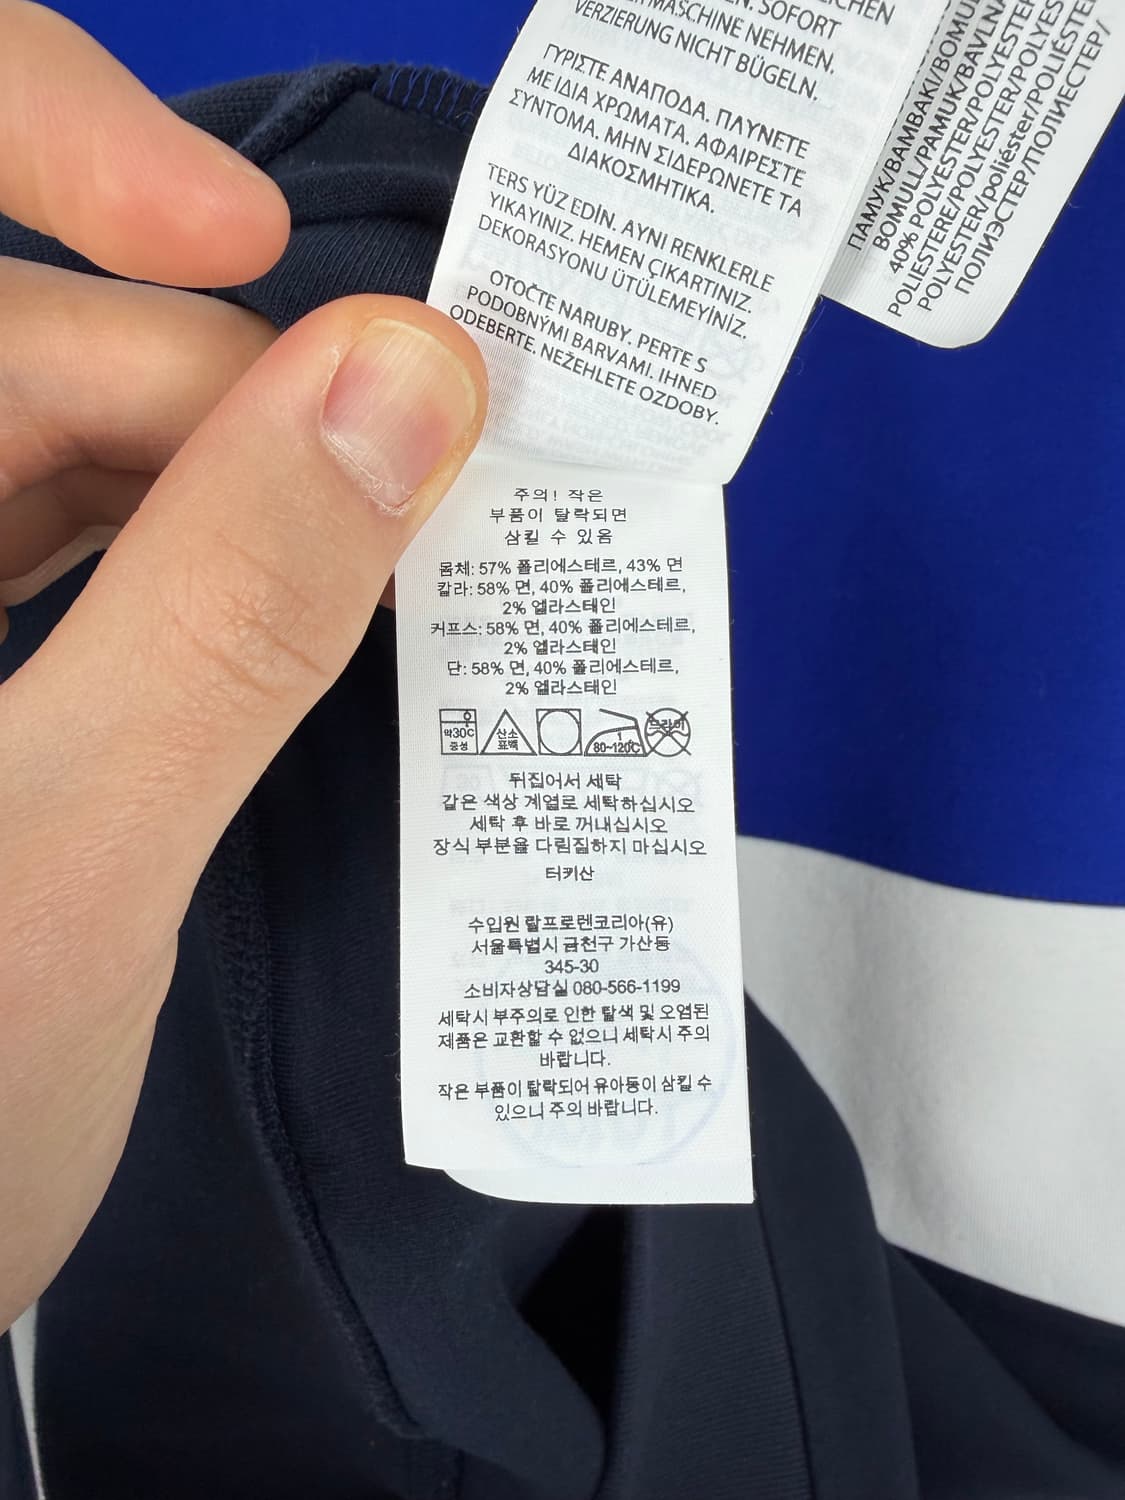 SOFORT
MASCHINE NEHMEN.
VERZIERUNG NICHT BÜGELN.
ΓΥΡΙΣΤΕ ΑΝΑΠΟΔΑ. ΠΛΥΝΕΤΕ
ΜΕ ΙΔΙΑ ΧΡΩΜΑΤΑ. ΑΦΑΙΡΕΣΤΕ
ΣΥΝΤΟΜΑ. ΜΗΝ ΣΙΔΕΡΩΝΕΤΕ ΤΑ
ΔΙΑΚΟΣΜΗΤΙΚΑ.
TERS YÜZ EDİN. AYNI RENKLERLE
YIKAYINIZ. HEMEN ÇIKARTINIZ.
DEKORASYONU ÜTÜLEMEYİNİZ.
OTOČTE NARUBY. PERTE S
PODOBNÝMI BARVAMI. IHNED
ODEBERTE. NEŽEHLETE OZDOBY.
주의! 작은
부품이 탈락되면
삼킬 수 있음
몸체: 57% 폴리에스테르, 43% 면
칼라: 58% 면, 40% 폴리에스테르,
2% 엘라스태인
커프스: 58% 면, 40% 폴리에스테르,
2% 엘라스태인
단: 58% 면, 40% 폴리에스테르,
2% 엘라스태인
약30℃
중성
산소
표백
1
80~120℃
드라이
뒤집어서 세탁
같은 색상 계열로 세탁하십시오
세탁 후 바로 꺼내십시오
장식 부분을 다림질하지 마십시오
터키산
수입원 랄프로렌코리아(유)
서울특별시 금천구 가산동
345-30
소비자상담실 080-566-1199
세탁시 부주의로 인한 탈색 및 오염된
제품은 교환할 수 없으니 세탁시 주의
바랍니다.
작은 부품이 탈락되어 유아동이 삼킬 수
있으니 주의 바랍니다.
ПАМУК/ΒΑΜΒΑΚΙ/BOMU
BOMULL/PAMUK/BAVLNA
40% POLYESTER/POLYESTER
POLIESTERE/POLYESTER/POLYES
POLYESTER/poliéster/POLIÉSTER/
ПОЛИЭСТЕР/ПОЛИЕСТЕР/